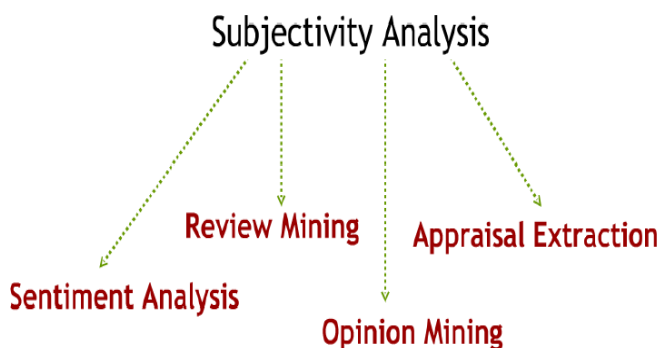 Subjectivity Analysis
Review Mining
Appraisal Extraction
Sentiment Analysis
Opinion Mining